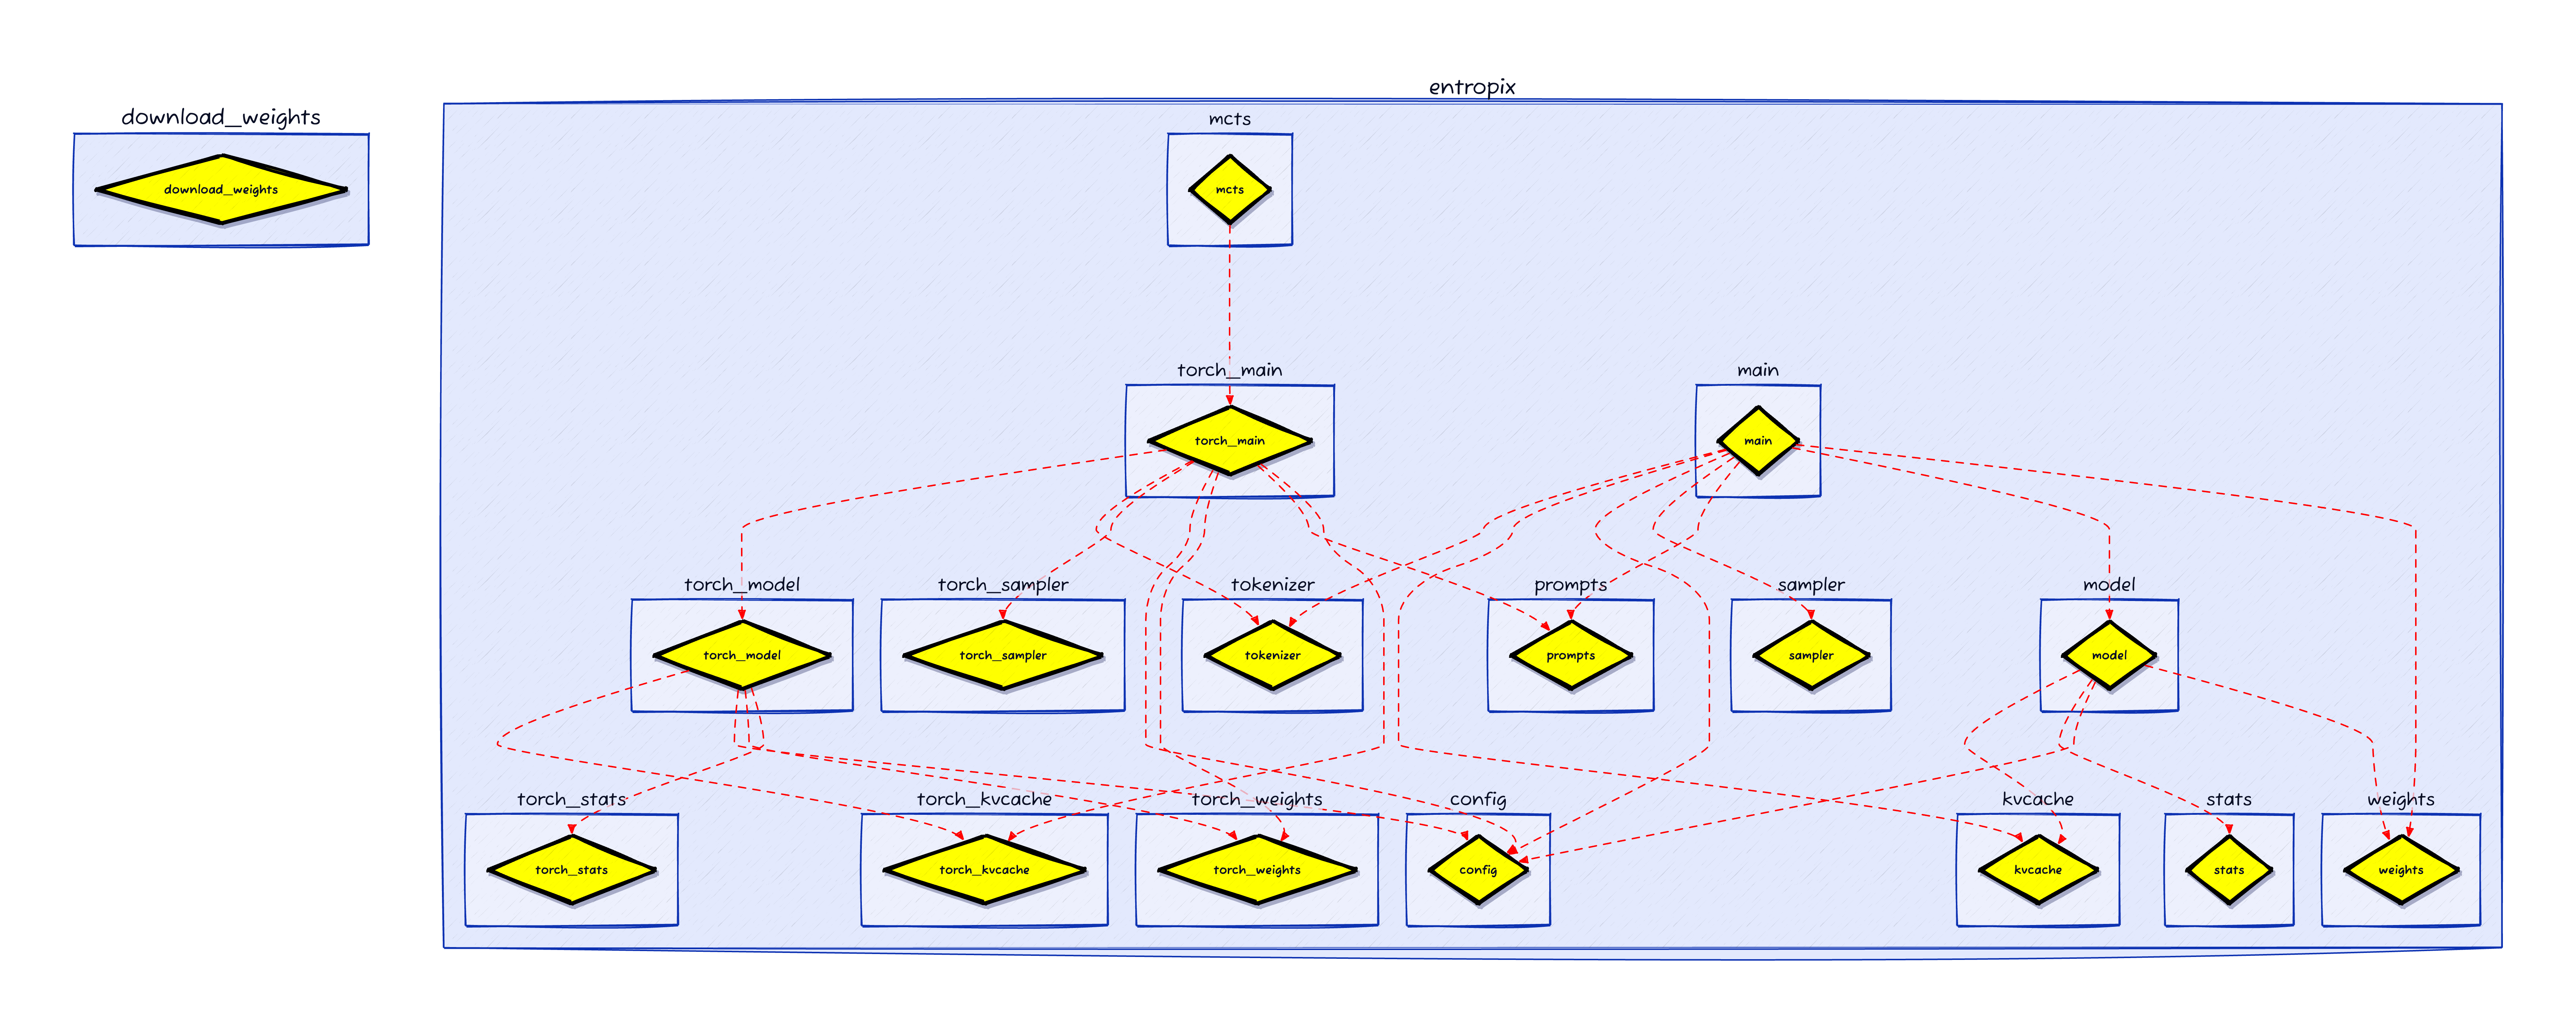 entropix
download_weights
download_weights
mcts
mcts
torch_main
torch_main
main
main
torch_model
torch_model
torch_sampler
torch_sampler
tokenizer
tokenizer
prompts
prompts
sampler
sampler
model
model
torch_stats
torch_stats
torch_kvcache
torch_kvcache
torch_weights
torch_weights
config
config
kvcache
kvcache
stats
stats
weights
weights